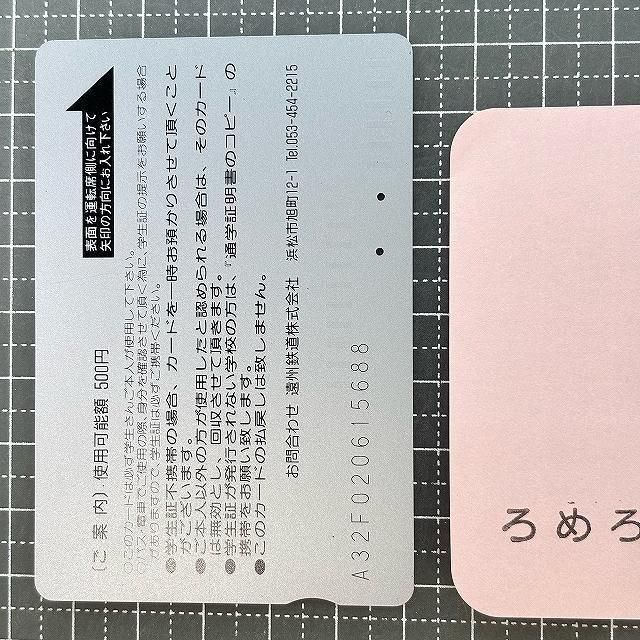 表面を運転席側に向けて
矢印の方向にお入れ下さい
〔ご案内〕使用可能額 500円
○このカードは必ず学生さんご本人が使用して下さい。
○バス・電車でご使用の際、身分を確認させて頂く為に、学生証の提示をお願いする場合
がありますので、学生証は必ずご携帯ください。
●学生証不携帯の場合、カードを一時お預かりさせて頂くこと
がございます。
●ご本人以外の方が使用したと認められる場合は、そのカード
は無効とし、回収させて頂きます。
●学生証が発行されない学校の方は、『通学証明書のコピー』の
携帯をお願い致します。
●このカードの払戻しは致しません。
お問合わせ 遠州鉄道株式会社 浜松市旭町12-1 Tel.053-454-2215
A32F020615688
ろめろ